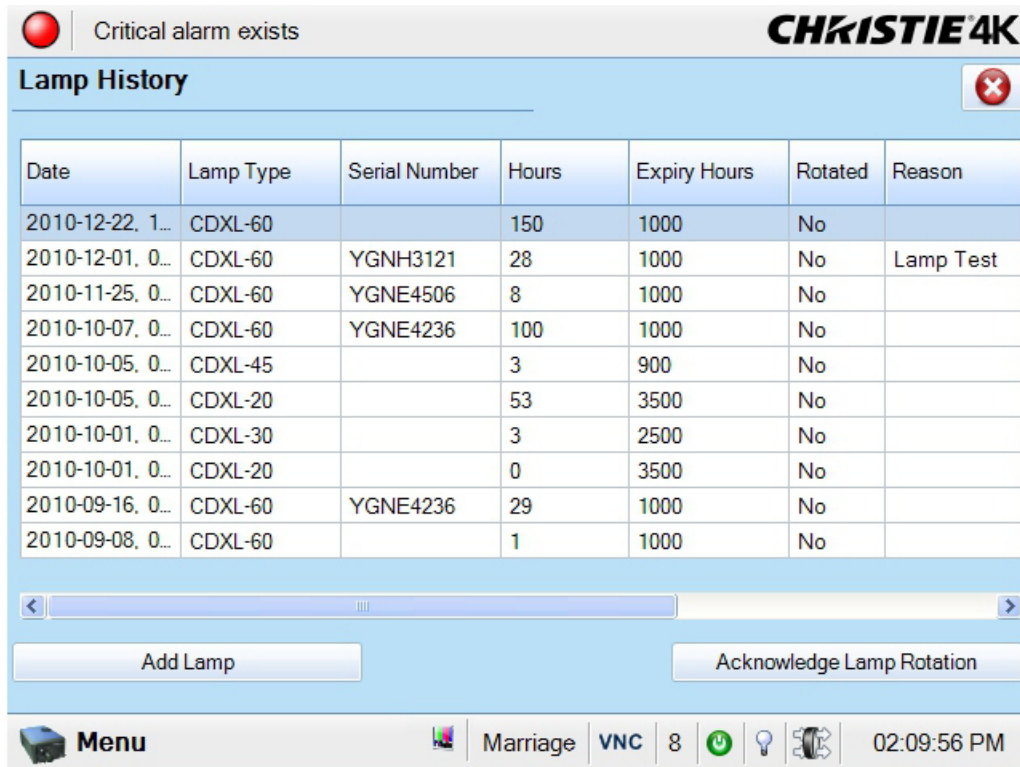 Critical alarm exists
CHRISTIE 4K
Lamp History
Date Lamp Type Serial Number Hours Expiry Hours Rotated Reason
2010-12-22, 1... CDXL-60 150 1000 No
2010-12-01, 0... CDXL-60 YGNH3121 28 1000 No Lamp Test
2010-11-25, 0... CDXL-60 YGNE4506 8 1000 No
2010-10-07, 0... CDXL-60 YGNE4236 100 1000 No
2010-10-05, 0... CDXL-45 3 900 No
2010-10-05, 0... CDXL-20 53 3500 No
2010-10-01, 0... CDXL-30 3 2500 No
2010-10-01, 0... CDXL-20 0 3500 No
2010-09-16, 0... CDXL-60 YGNE4236 29 1000 No
2010-09-08, 0... CDXL-60 1 1000 No
Add Lamp Acknowledge Lamp Rotation
Menu Marriage VNC 8 02:09:56 PM